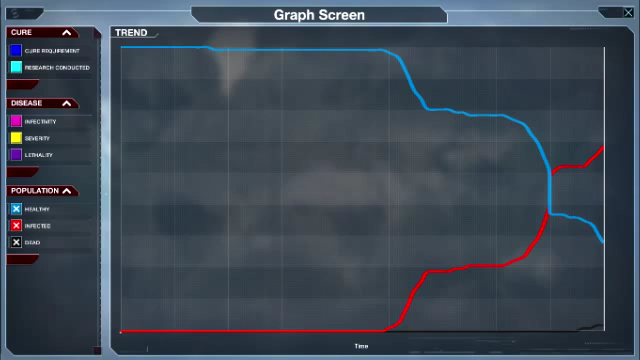 Graph Screen
CURE
CURE REQUIREMENT
RESEARCH CONDUCTED
DISEASE
INFECTIVITY
SEVERITY
LETHALITY
POPULATION
HEALTHY
INFECTED
DEAD
TREND
Time